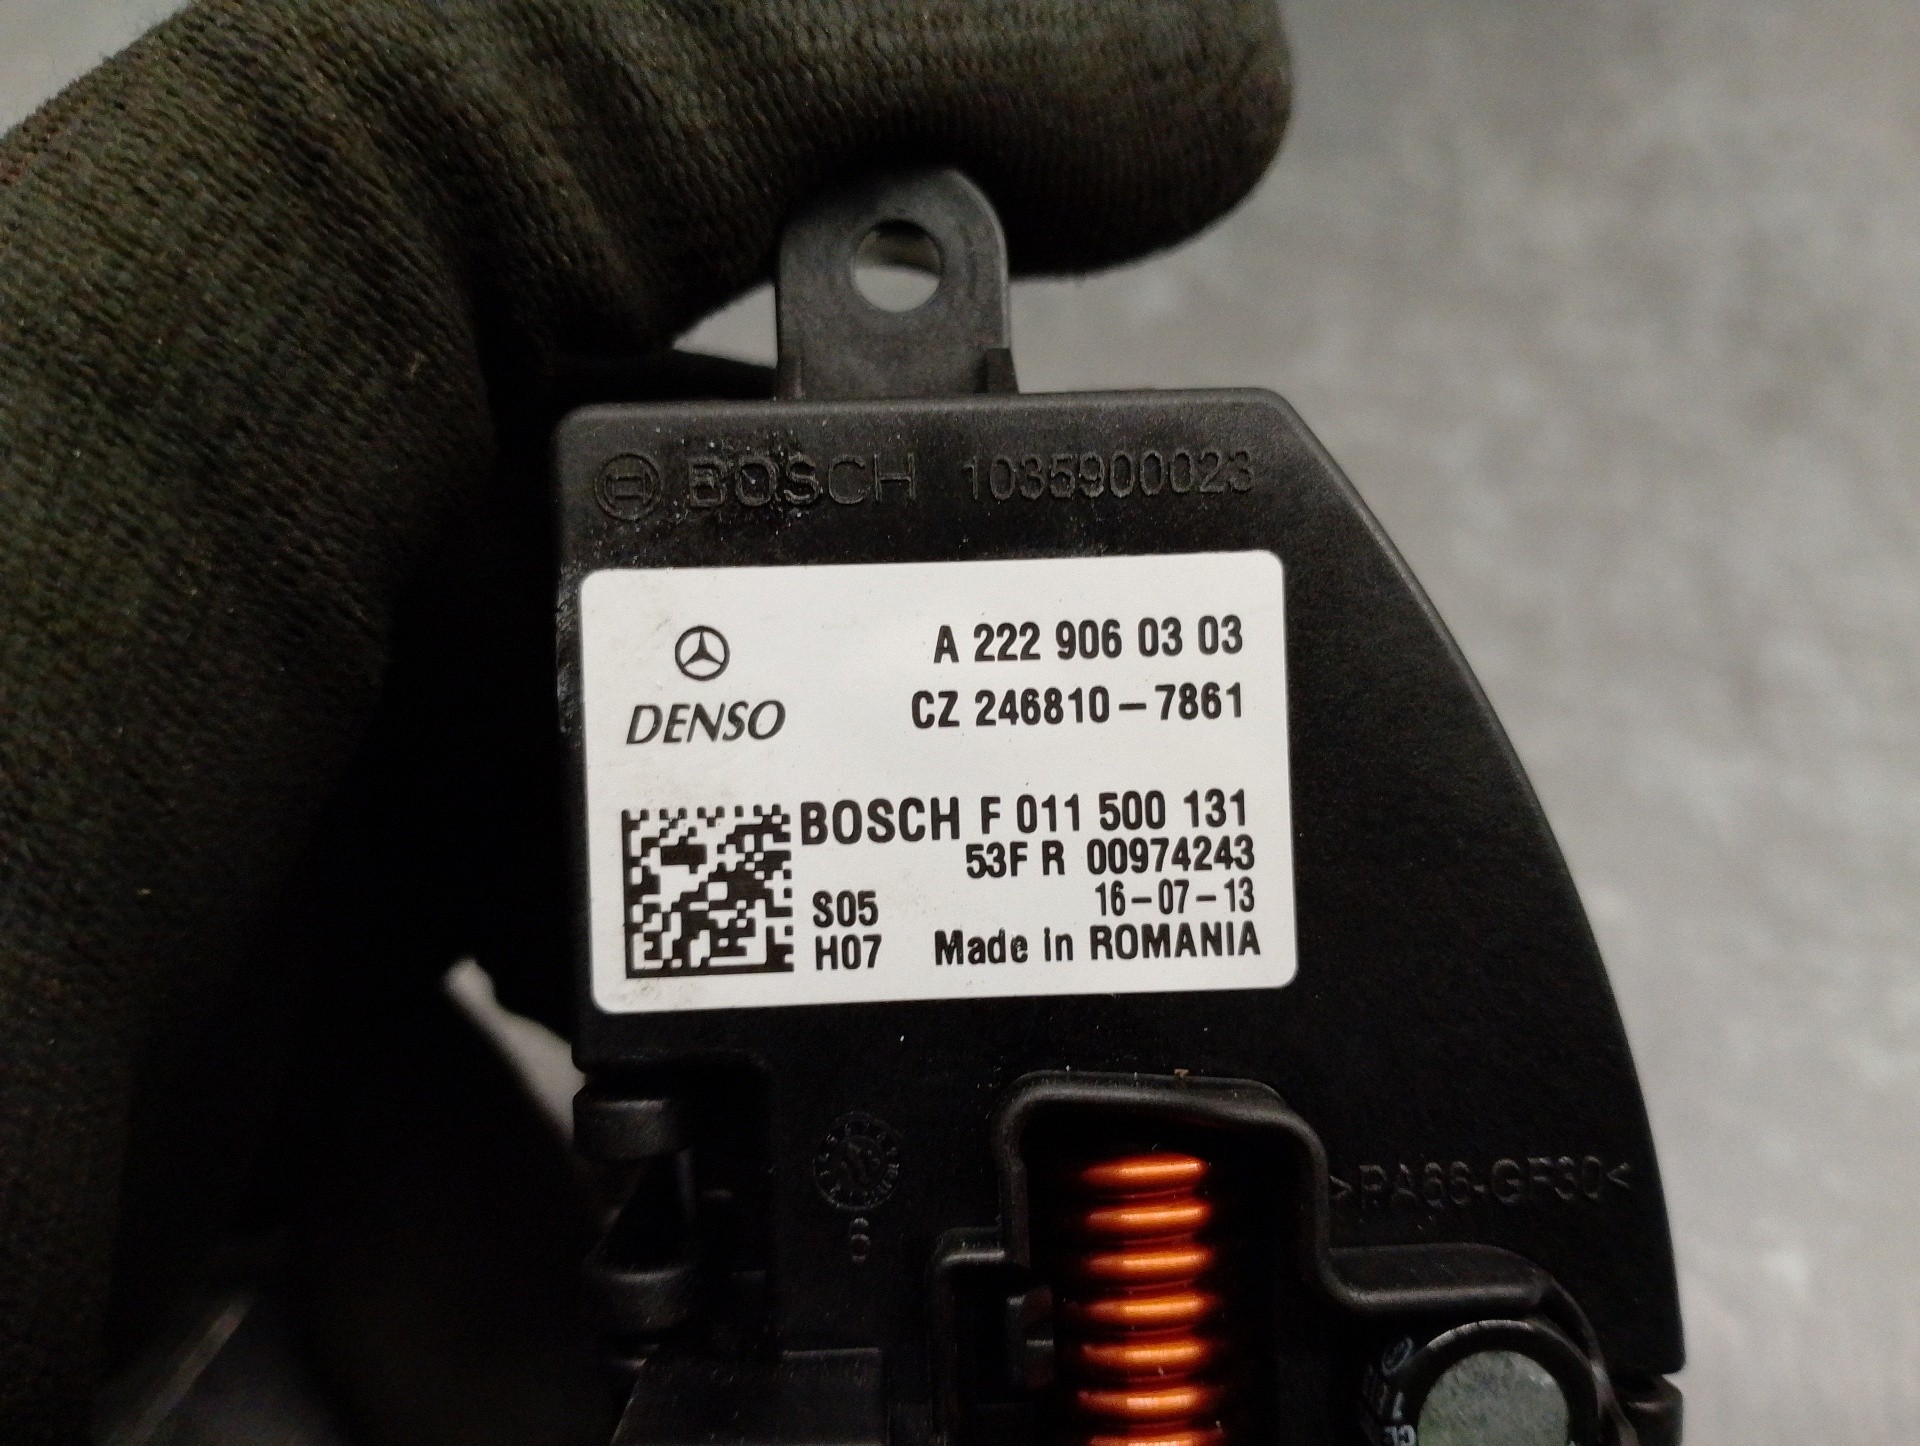 BOSCH 1035900023
A 222 906 03 03
CZ 246810-7861
DENSO
BOSCH F 011 500 131
53F R 00974243
S05 16-07-13
H07 Made in ROMANIA
>PA66-GF30<
6